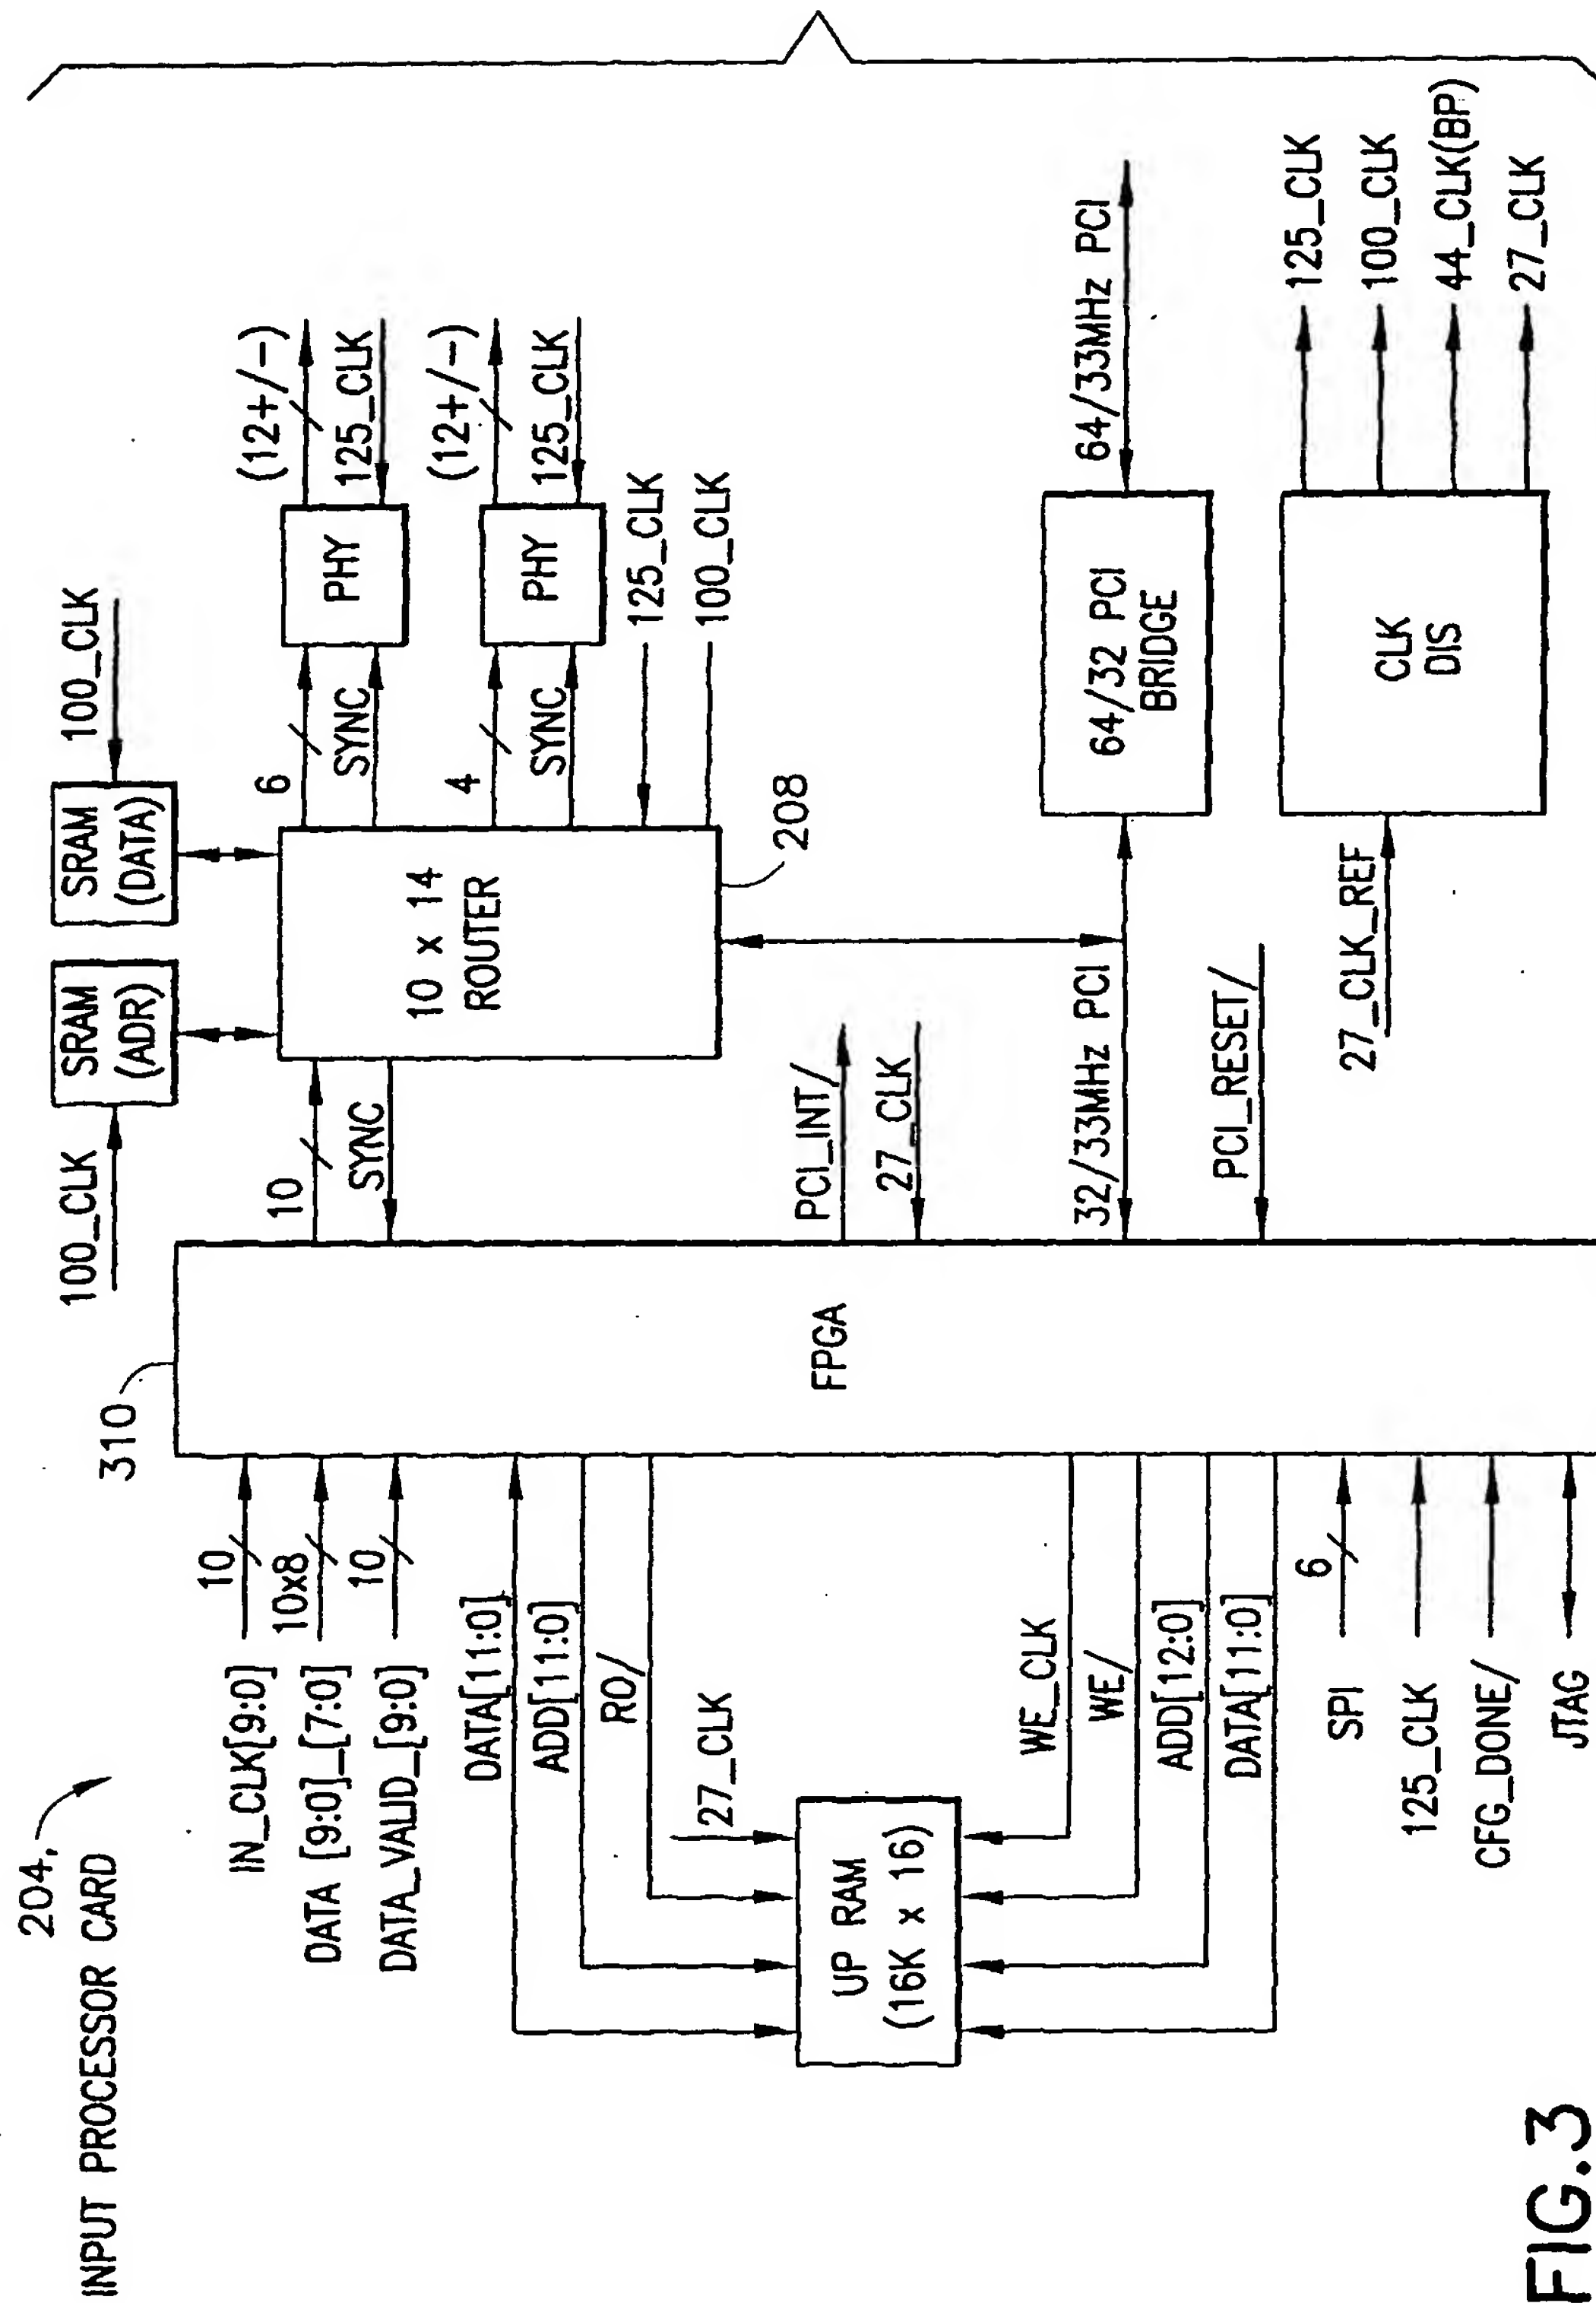 204
INPUT PROCESSOR CARD
310
IN_CLK[9:0]
10
DATA [9:0]_[7:0]
10x8
DATA_VALID_[9:0]
10
DATA[11:0]
ADD[11:0]
RO/
27_CLK
UP RAM
(16K x 16)
WE_CLK
WE/
ADD[12:0]
DATA[11:0]
SPI
6
125_CLK
CFG_DONE/
JTAG
FPGA
100_CLK
SRAM
(ADR)
SRAM
(DATA)
100_CLK
10
SYNC
10 x 14
ROUTER
208
6
SYNC
PHY
(12+/-)
125_CLK
4
SYNC
PHY
(12+/-)
125_CLK
125_CLK
100_CLK
PCI_INT/
27_CLK
32/33MHz PCI
64/32 PCI
BRIDGE
64/33MHz PCI
PCI_RESET/
27_CLK_REF
CLK
DIS
125_CLK
100_CLK
44_CLK(BP)
27_CLK
FIG.3